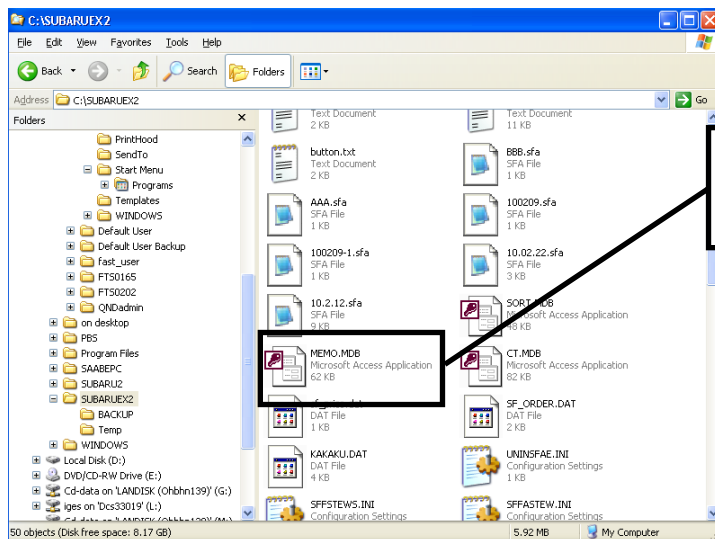 C:\SUBARUEX2
File Edit View Favorites Tools Help
Back Search Folders
Address C:\SUBARUEX2 Go
Folders x
PrintHood
SendTo
Start Menu
Programs
Templates
WINDOWS
Default User
Default User Backup
fast_user
FTS0165
FTS0202
QNDadmin
on desktop
PBS
Program Files
SAABEPC
SUBARU2
SUBARUEX2
BACKUP
Temp
WINDOWS
Local Disk (D:)
DVD/CD-RW Drive (E:)
Cd-data on 'LANDISK (Ohbhn139)' (G:)
iges on 'Dcs33019' (L:)
Cd-data on 'LANDISK (Ohbhn139)' (M:)
Text Document
2 KB
Text Document
11 KB
button.txt
Text Document
2 KB
BBB.sfa
SFA File
1 KB
AAA.sfa
SFA File
1 KB
100209.sfa
SFA File
1 KB
100209-1.sfa
SFA File
1 KB
10.02.22.sfa
SFA File
3 KB
10.2.12.sfa
SFA File
9 KB
SORT.MDB
Microsoft Access Application
48 KB
MEMO.MDB
Microsoft Access Application
62 KB
CT.MDB
Microsoft Access Application
82 KB
DAT File
1 KB
SF_ORDER.DAT
DAT File
2 KB
KAKAKU.DAT
DAT File
4 KB
UNINSFAE.INI
Configuration Settings
1 KB
SFFSTEWS.INI
Configuration Settings
SFFASTEW.INI
Configuration Settings
50 objects (Disk free space: 8.17 GB) 5.92 MB My Computer